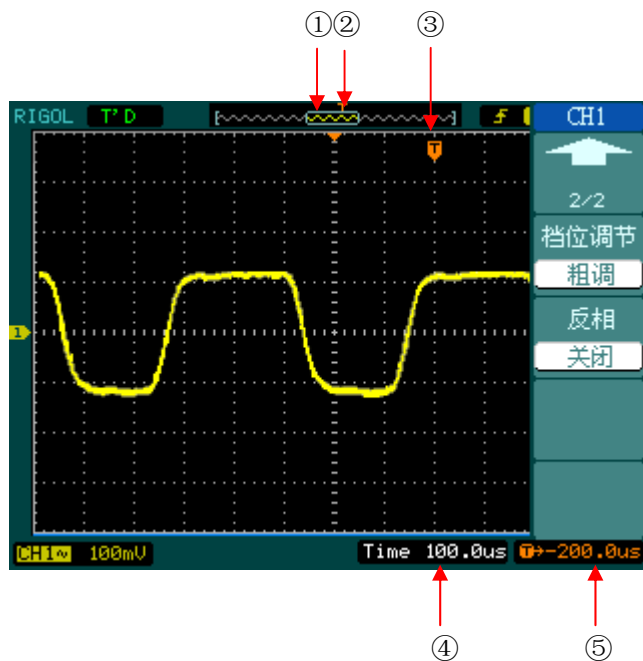 ①② ③
RIGOL T'D T CH1
T
2/2
档位调节
粗调
反相
关闭
1
CH1~ 100mV Time 100.0us T→-200.0us
④ ⑤